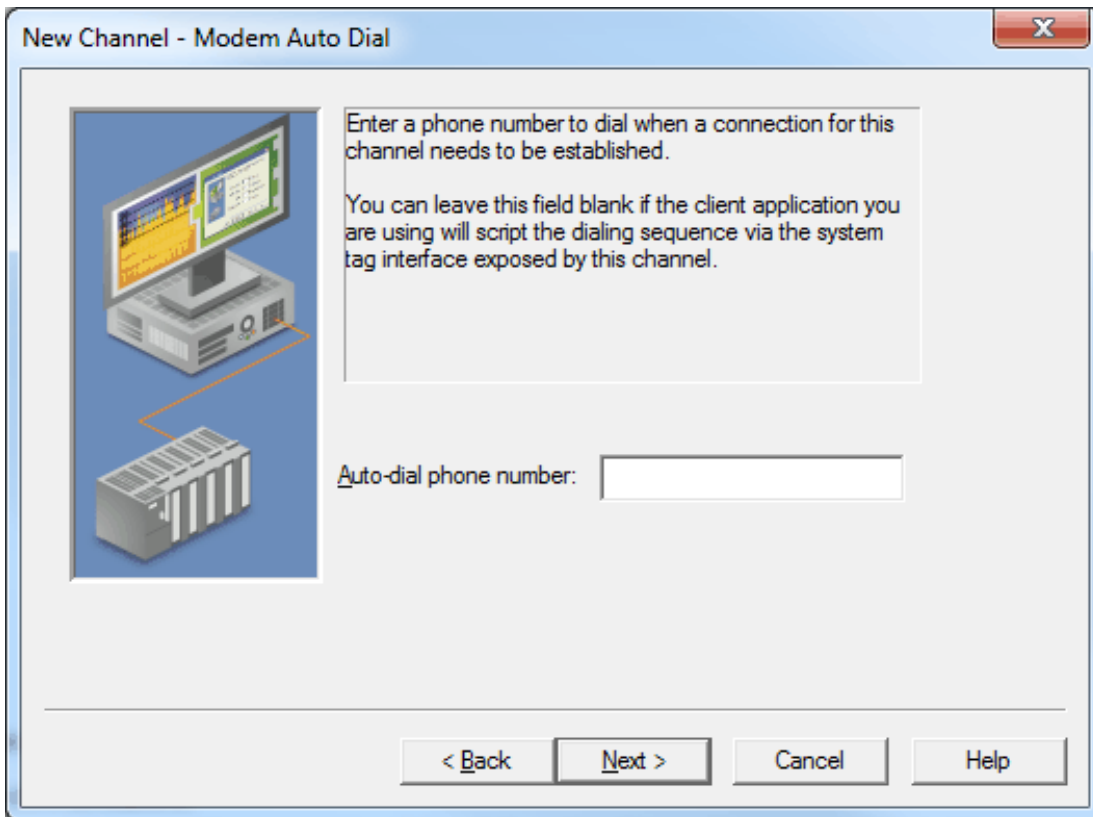 New Channel - Modem Auto Dial
Enter a phone number to dial when a connection for this
channel needs to be established.
You can leave this field blank if the client application you
are using will script the dialing sequence via the system
tag interface exposed by this channel.
Auto-dial phone number:
< Back
Next >
Cancel
Help